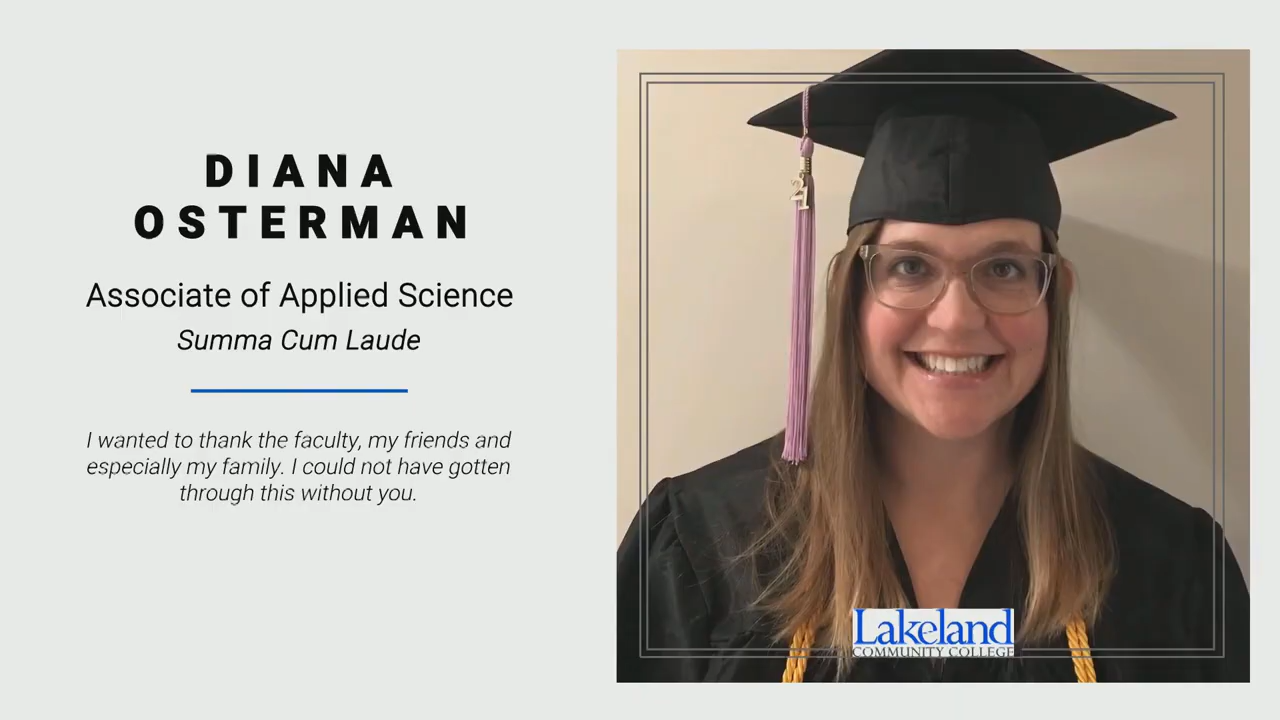 DIANA
OSTERMAN
Associate of Applied Science
Summa Cum Laude
I wanted to thank the faculty, my friends and
especially my family. I could not have gotten
through this without you.
21
Lakeland
COMMUNITY COLLEGE